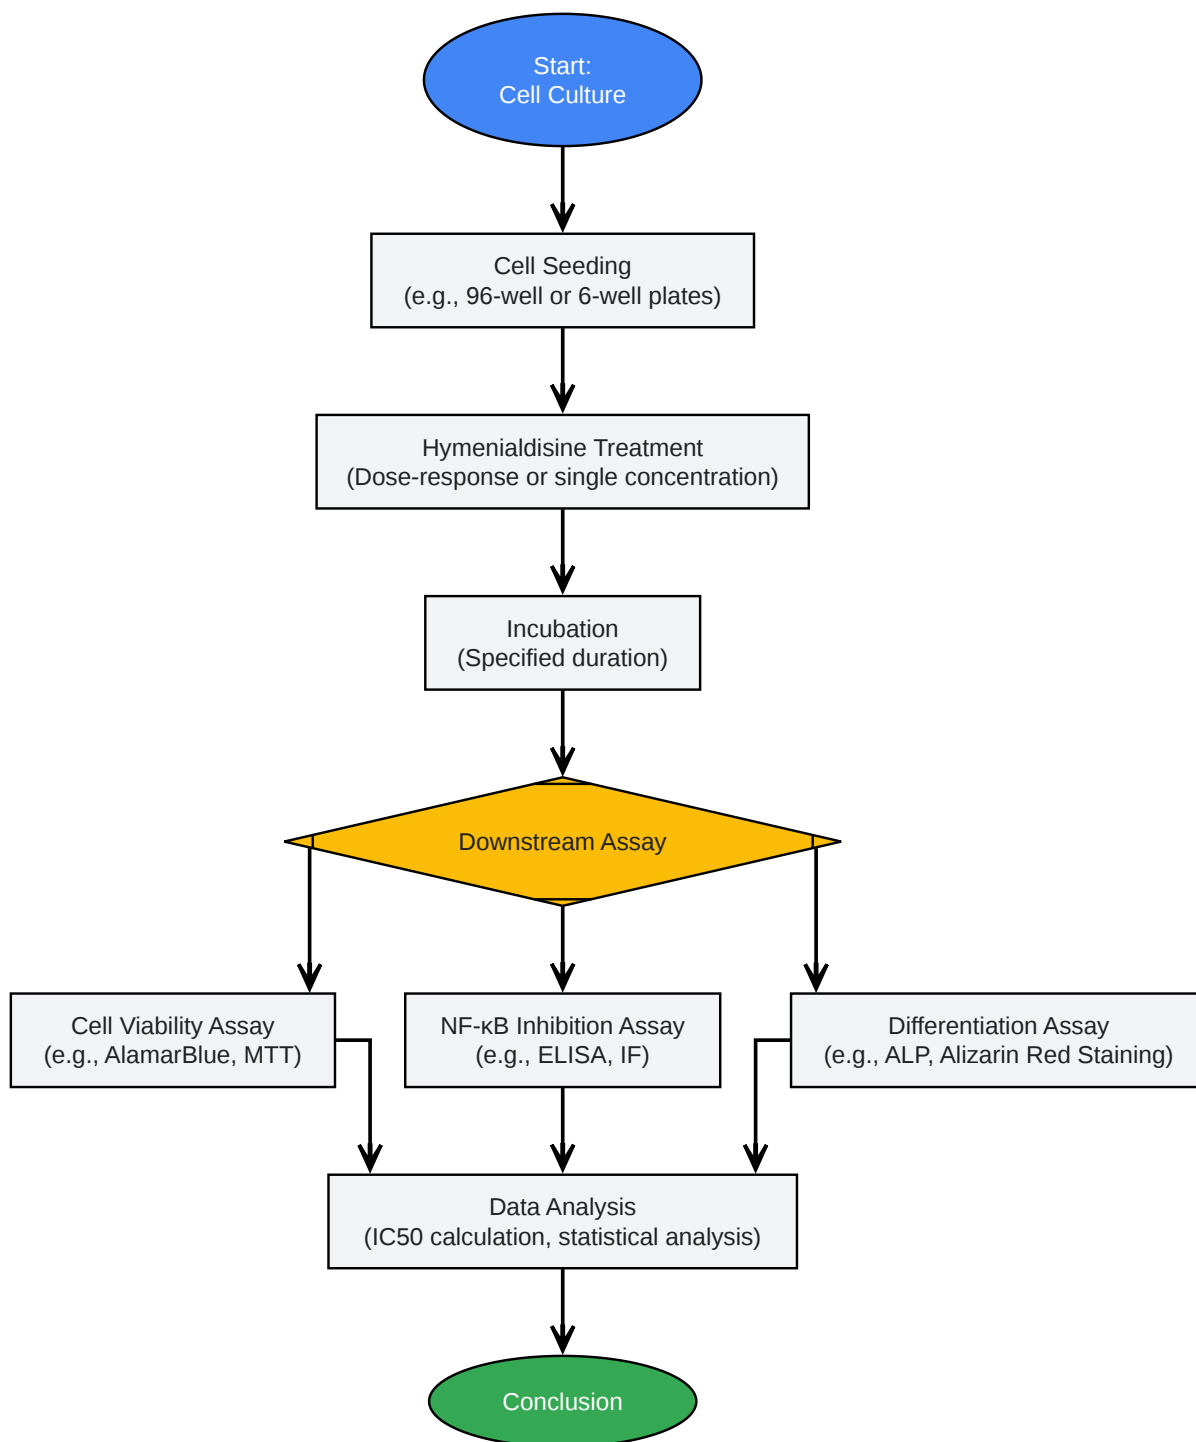 Start:
Cell Culture
Cell Seeding
(e.g., 96-well or 6-well plates)
Hymenialdisine Treatment
(Dose-response or single concentration)
Incubation
(Specified duration)
Downstream Assay
Cell Viability Assay
(e.g., AlamarBlue, MTT)
NF-κB Inhibition Assay
(e.g., ELISA, IF)
Differentiation Assay
(e.g., ALP, Alizarin Red Staining)
Data Analysis
(IC50 calculation, statistical analysis)
Conclusion